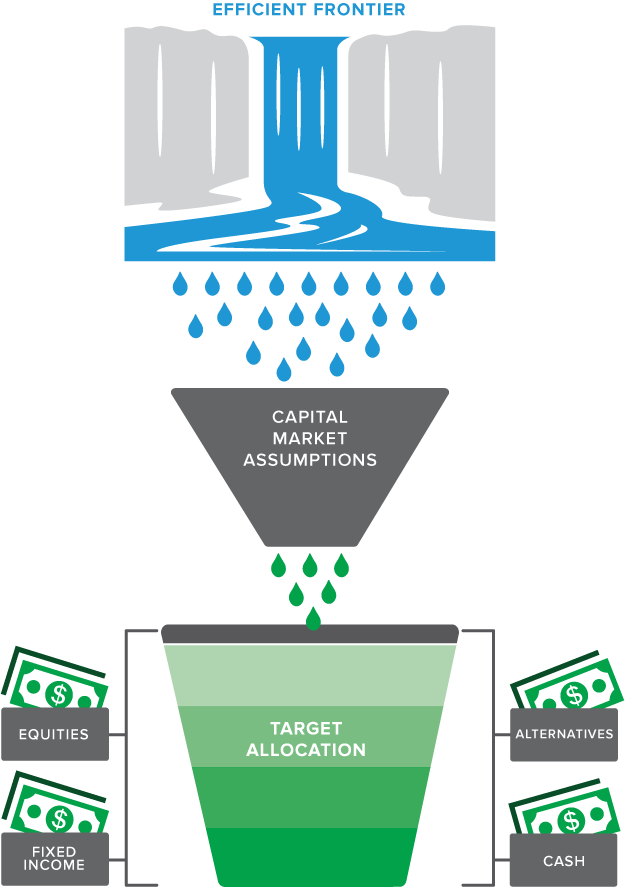 EFFICIENT FRONTIER
CAPITAL
MARKET
ASSUMPTIONS
TARGET
ALLOCATION
$
EQUITIES
$
ALTERNATIVES
$
FIXED
INCOME
$
CASH